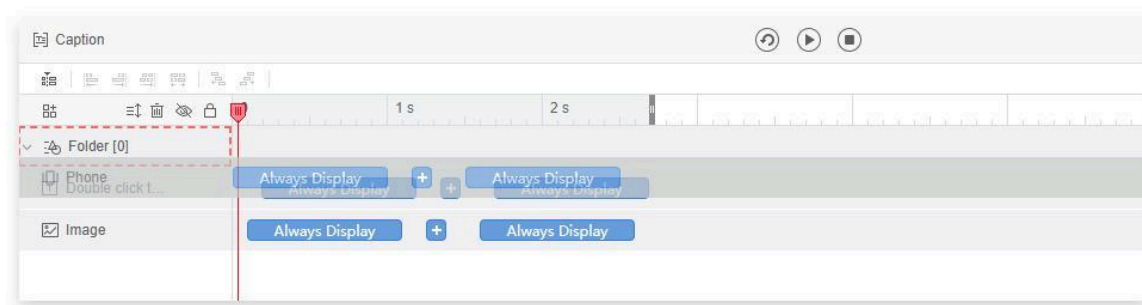 Caption
1 s 2 s
Folder [0]
Phone Always Display + Always Display
Double click t... Always Display + Always Display
Image Always Display + Always Display